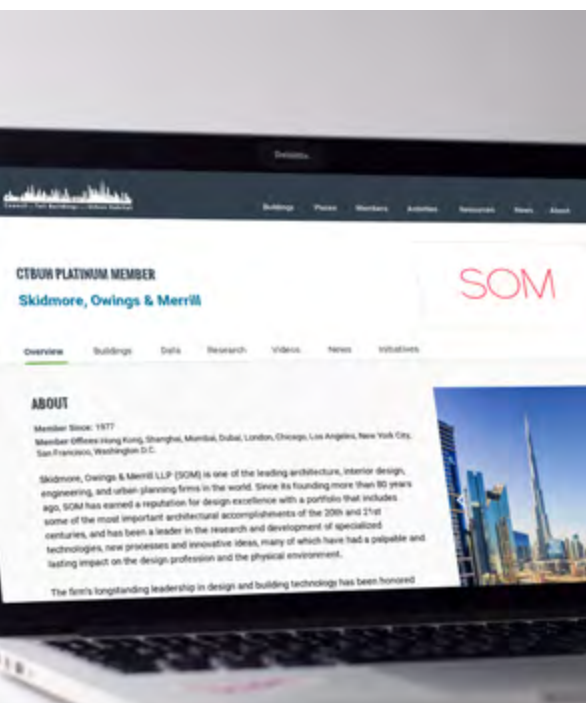 Council on Tall Buildings and Urban Habitat
Buildings Places Members Activities Resources News About
CTBUH PLATINUM MEMBER
Skidmore, Owings & Merrill
SOM
Overview Buildings Data Research Videos News Initiatives
ABOUT
Member Since: 1977
Member Offices: Hong Kong, Shanghai, Mumbai, Dubai, London, Chicago, Los Angeles, New York City,
San Francisco, Washington D.C.
Skidmore, Owings & Merrill LLP (SOM) is one of the leading architecture, interior design,
engineering, and urban planning firms in the world. Since its founding more than 80 years
ago, SOM has earned a reputation for design excellence with a portfolio that includes
some of the most important architectural accomplishments of the 20th and 21st
centuries, and has been a leader in the research and development of specialized
technologies, new processes and innovative ideas, many of which have had a palpable and
lasting impact on the design profession and the physical environment.
The firm's longstanding leadership in design and building technology has been honored